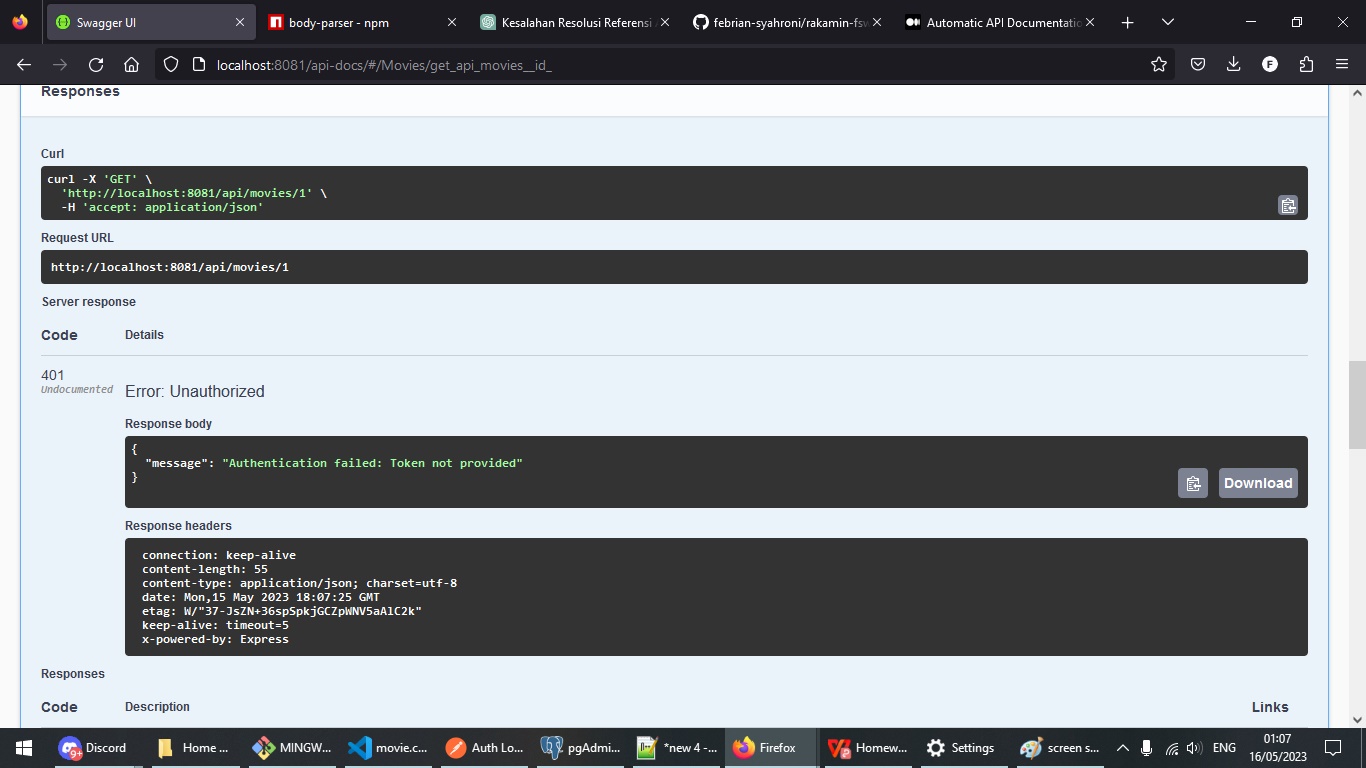 Swagger UI
body-parser - npm
Kesalahan Resolusi Referensi
febrian-syahroni/rakamin-fsw
Automatic API Documentatio
localhost:8081/api-docs/#/Movies/get_api_movies__id_
F
Responses
Curl
curl -X 'GET' \
'http://localhost:8081/api/movies/1' \
-H 'accept: application/json'
Request URL
http://localhost:8081/api/movies/1
Server response
Code Details
401
Undocumented
Error: Unauthorized
Response body
{
"message": "Authentication failed: Token not provided"
}
Download
Response headers
connection: keep-alive
content-length: 55
content-type: application/json; charset=utf-8
date: Mon,15 May 2023 18:07:25 GMT
etag: W/"37-JsZN+36spSpkjGCZpWNV5aAlC2k"
keep-alive: timeout=5
x-powered-by: Express
Responses
Code Description Links
9+ Discord Home ... MINGW... movie.c... Auth Lo... pgAdmi... *new 4 -... Firefox Homew... Settings screen s... ENG
01:07
16/05/2023